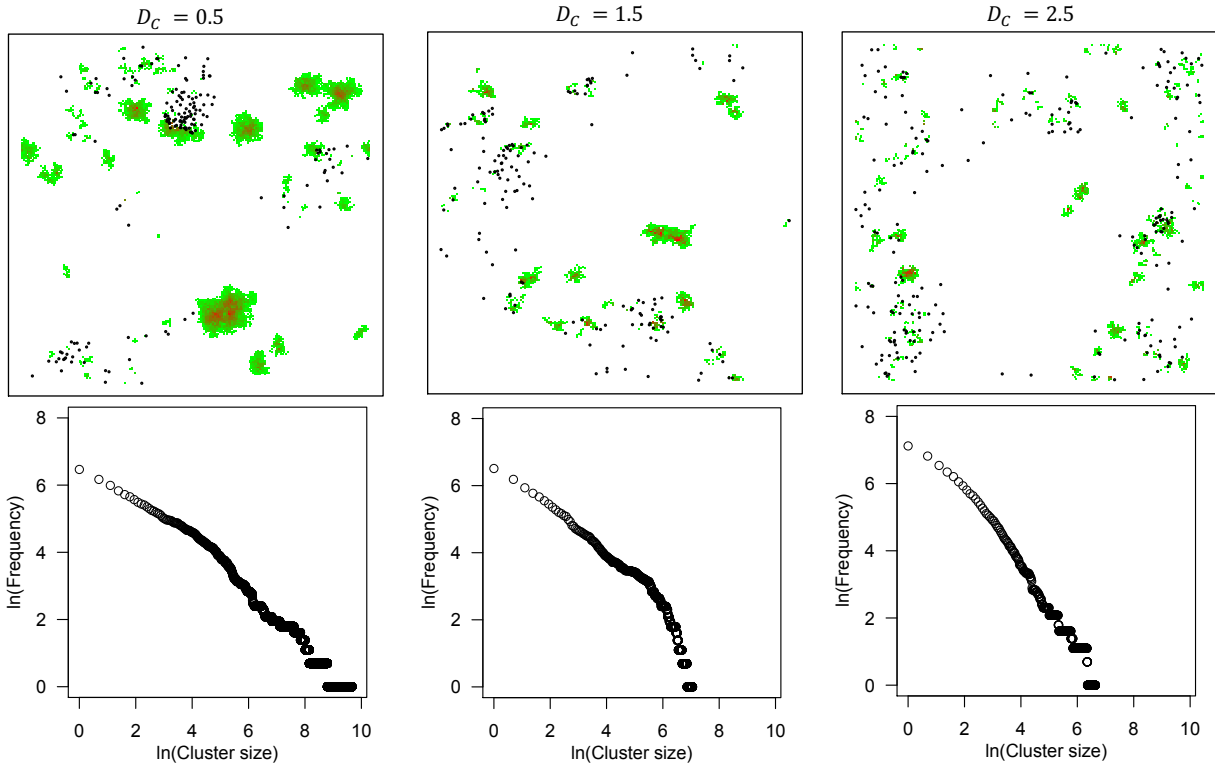 D_C = 0.5
D_C = 1.5
D_C = 2.5
8
6
4
2
0
ln(Frequency)
0 2 4 6 8 10
ln(Cluster size)
8
6
4
2
0
ln(Frequency)
0 2 4 6 8 10
ln(Cluster size)
8
6
4
2
0
ln(Frequency)
0 2 4 6 8 10
ln(Cluster size)